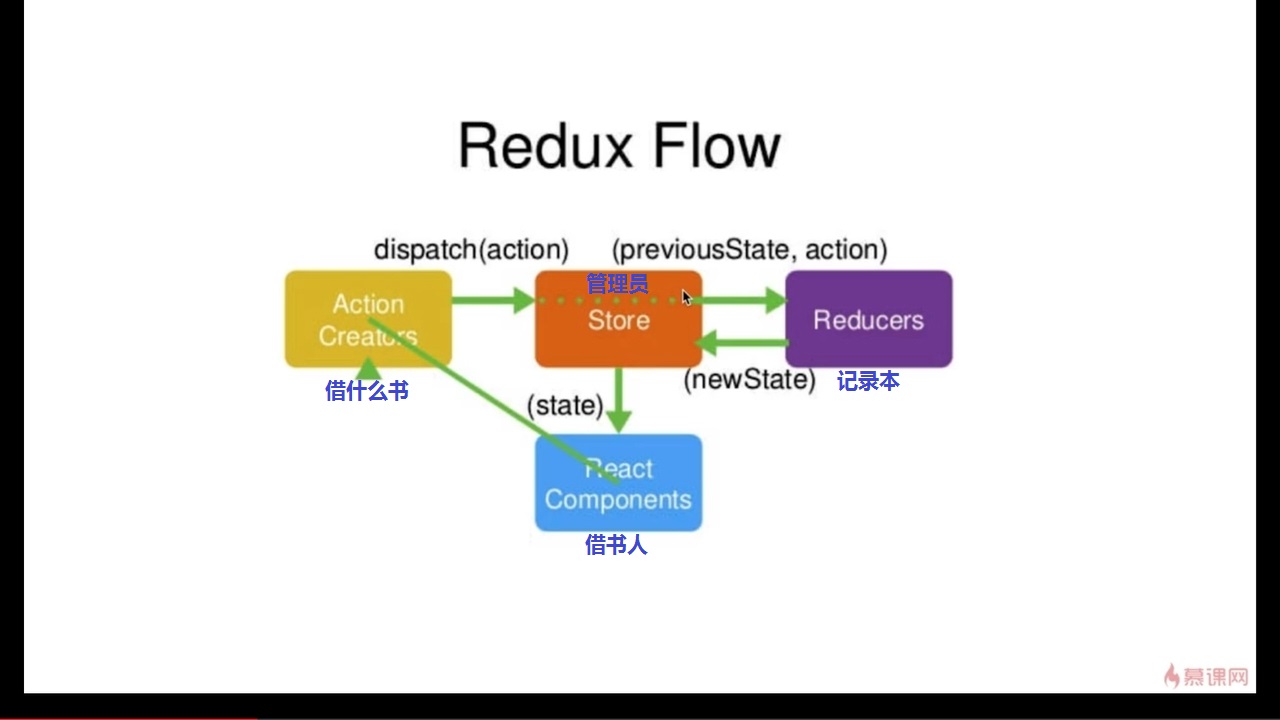 Redux Flow
dispatch(action)
(previousState, action)
Action
Creators
管理员
Store
Reducers
借什么书
(newState)
记录本
(state)
React
Components
借书人
慕课网